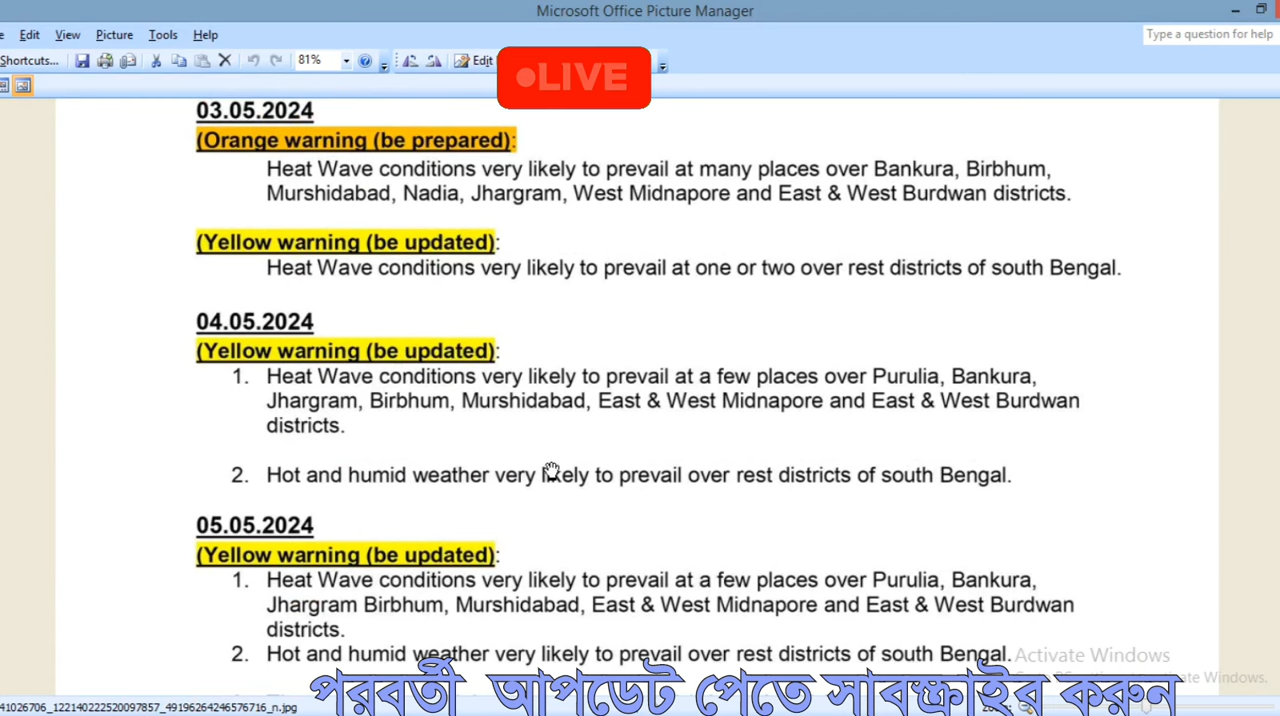 Microsoft Office Picture Manager
Edit View Picture Tools Help
Type a question for help
Shortcuts...
81%
Edit
LIVE
03.05.2024
(Orange warning (be prepared):
Heat Wave conditions very likely to prevail at many places over Bankura, Birbhum,
Murshidabad, Nadia, Jhargram, West Midnapore and East & West Burdwan districts.
(Yellow warning (be updated):
Heat Wave conditions very likely to prevail at one or two over rest districts of south Bengal.
04.05.2024
(Yellow warning (be updated):
1. Heat Wave conditions very likely to prevail at a few places over Purulia, Bankura,
Jhargram, Birbhum, Murshidabad, East & West Midnapore and East & West Burdwan
districts.
2. Hot and humid weather very likely to prevail over rest districts of south Bengal.
05.05.2024
(Yellow warning (be updated):
1. Heat Wave conditions very likely to prevail at a few places over Purulia, Bankura,
Jhargram Birbhum, Murshidabad, East & West Midnapore and East & West Burdwan
districts.
2. Hot and humid weather very likely to prevail over rest districts of south Bengal.
Activate Windows
পরবর্তী আপডেট পেতে সাবস্ক্রাইব করুন
41026706_122140222520097857_49196264246576716_n.jpg